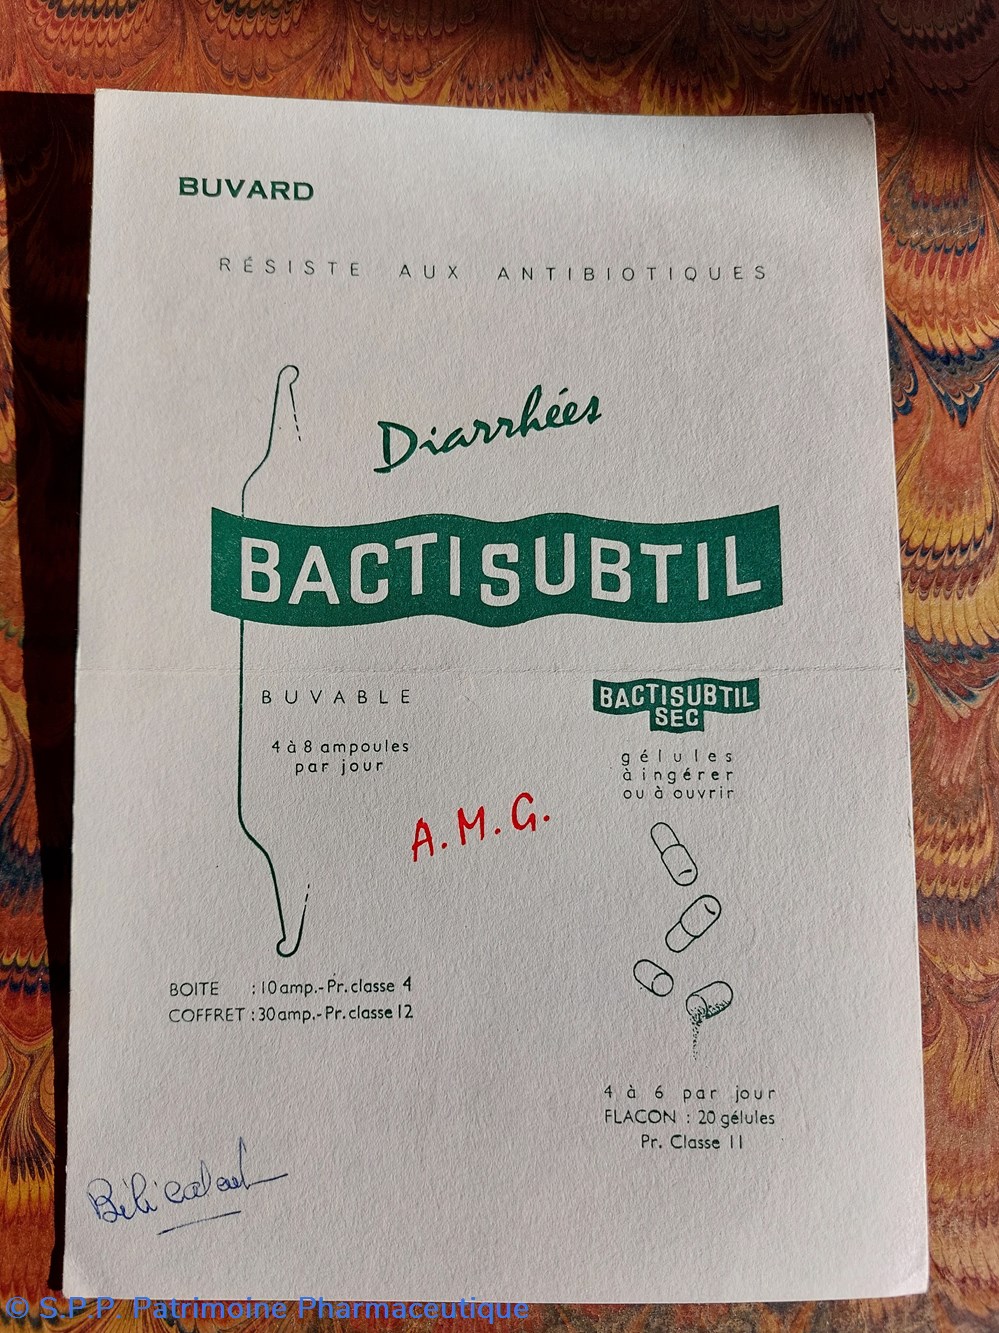 BUVARD
RÉSISTE AUX ANTIBIOTIQUES
Diarrhées
BACTISUBTIL
BUVABLE
4 à 8 ampoules
par jour
BACTISUBTIL
SEC
gélules
à ingérer
ou à ouvrir
A.M.G.
BOITE : 10 amp.- Pr. classe 4
COFFRET : 30 amp.- Pr. classe 12
4 à 6 par jour
FLACON : 20 gélules
Pr. Classe 11
© S.P.P. Patrimoine Pharmaceutique